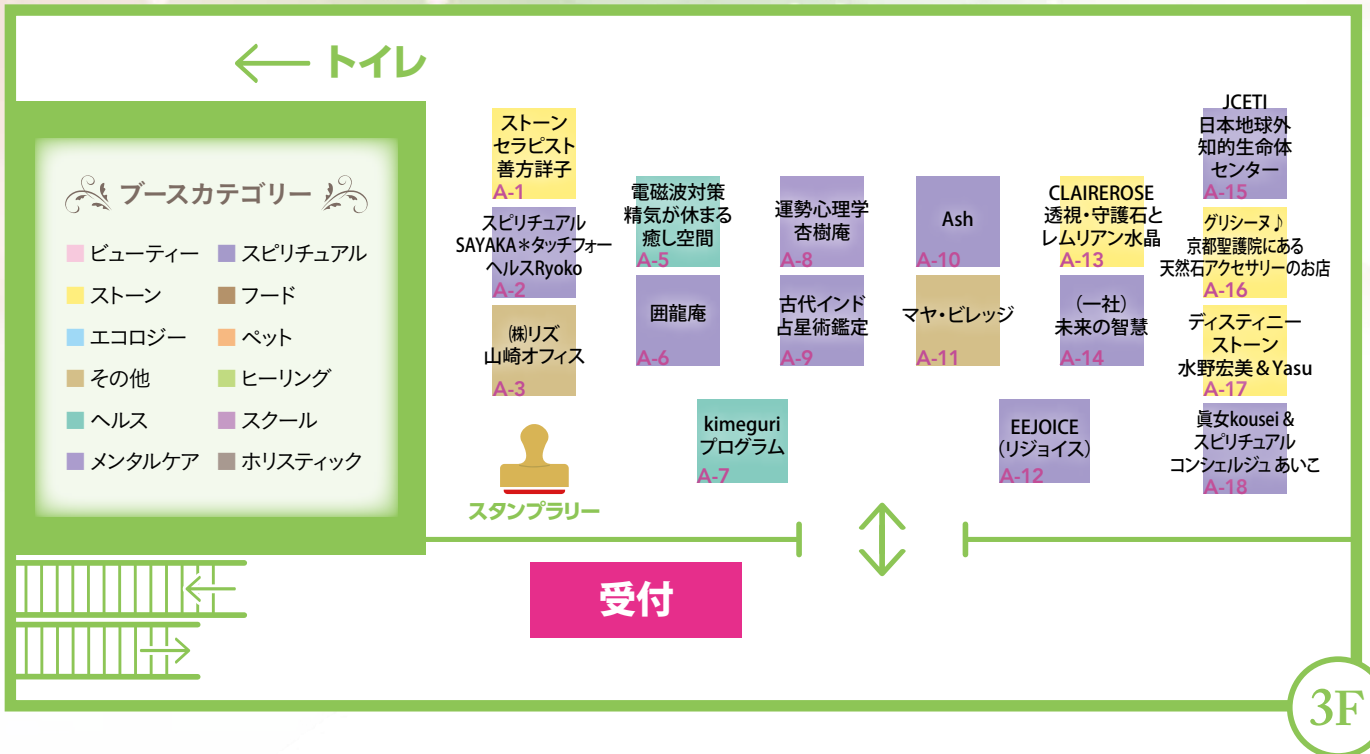 トイレ
ブースカテゴリー
ビューティー
スピリチュアル
ストーン
フード
エコロジー
ペット
その他
ヒーリング
ヘルス
スクール
メンタルケア
ホリスティック
ストーン
セラピスト
善方詳子
A-1
スピリチュアル
SAYAKA＊タッチフォー
ヘルスRyoko
A-2
㈱リズ
山崎オフィス
A-3
スタンプラリー
電磁波対策
精気が休まる
癒し空間
A-5
囲龍庵
A-6
kimeguri
プログラム
A-7
運勢心理学
杏樹庵
A-8
古代インド
占星術鑑定
A-9
Ash
A-10
マヤ・ビレッジ
A-11
EEJOICE
（リジョイス）
A-12
CLAIREROSE
透視・守護石と
レムリアン水晶
A-13
（一社）
未来の智慧
A-14
JCETI
日本地球外
知的生命体
センター
A-15
グリシーヌ♪
京都聖護院にある
天然石アクセサリーのお店
A-16
ディスティニー
ストーン
水野宏美＆Yasu
A-17
眞女kousei＆
スピリチュアル
コンシェルジュ あいこ
A-18
受付
3F